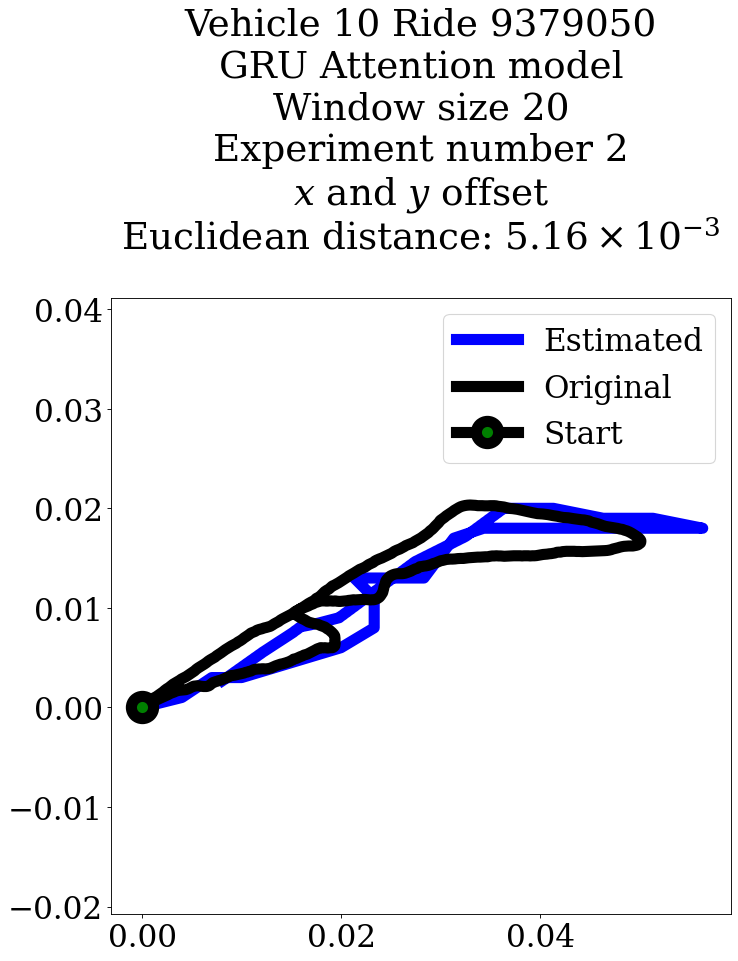 Vehicle 10 Ride 9379050
GRU Attention model
Window size 20
Experiment number 2
x and y offset
Euclidean distance: 5.16 × 10⁻³
Estimated
Original
Start
0.04
0.03
0.02
0.01
0.00
−0.01
−0.02
0.00 0.02 0.04